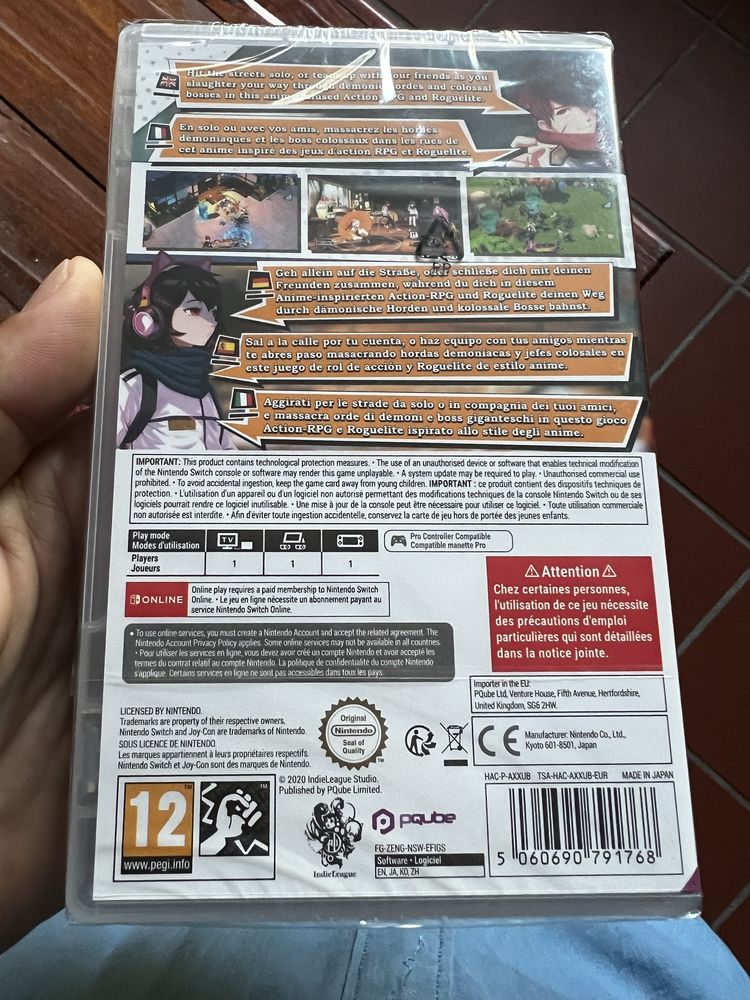 Hit the streets solo, or team up with your friends as you
slaughter your way through demonic hordes and colossal
bosses in this anime infused Action-RPG and Roguelite.
En solo ou avec vos amis, massacrez les hordes
démoniaques et les boss colossaux dans les rues de
cet anime inspiré des jeux d'action RPG et Roguelite.
Geh allein auf die Straße, oder schließe dich mit deinen
Freunden zusammen, während du dich in diesem
Anime-inspirierten Action-RPG und Roguelite deinen Weg
durch dämonische Horden und kolossale Bosse bahnst.
Sal a la calle por tu cuenta, o haz equipo con tus amigos mientras
te abres paso masacrando hordas demoniacas y jefes colosales en
este juego de rol de acción y Roguelite de estilo anime.
Aggirati per le strade da solo o in compagnia dei tuoi amici,
e massacra orde di demoni e boss giganteschi in questo gioco
Action-RPG e Roguelite ispirato allo stile degli anime.
IMPORTANT: This product contains technological protection measures. • The use of an unauthorised device or software that enables technical modification
of the Nintendo Switch console or software may render this game unplayable. • A system update may be required to play. • Unauthorised commercial use
prohibited. • To avoid accidental ingestion, keep the game card away from young children. IMPORTANT : ce produit contient des dispositifs techniques de
protection. • L'utilisation d'un appareil ou d'un logiciel non autorisé permettant des modifications techniques de la console Nintendo Switch ou de ses
logiciels pourrait rendre ce logiciel inutilisable. • Une mise à jour de la console peut être nécessaire pour utiliser ce logiciel. • Toute utilisation commerciale
non autorisée est interdite. • Afin d'éviter toute ingestion accidentelle, conservez la carte de jeu hors de portée des jeunes enfants.
Play mode
Modes d'utilisation
TV
Pro Controller Compatible
Compatible manette Pro
Players
Joueurs
1 1 1
ONLINE
Online play requires a paid membership to Nintendo Switch
Online. • Le jeu en ligne nécessite un abonnement payant au
service Nintendo Switch Online.
Attention
Chez certaines personnes,
l'utilisation de ce jeu nécessite
des précautions d'emploi
particulières qui sont détaillées
dans la notice jointe.
• To use online services, you must create a Nintendo Account and accept the related agreement. The
Nintendo Account Privacy Policy applies. Some online services may not be available in all countries.
• Pour utiliser les services en ligne, vous devez avoir créé un compte Nintendo et accepté les
termes du contrat relatif au compte Nintendo. La politique de confidentialité du compte Nintendo
s'applique. Certains services en ligne ne sont pas accessibles dans tous les pays.
Importer in the EU:
PQube Ltd, Venture House, Fifth Avenue, Hertfordshire,
United Kingdom, SG6 2HW.
LICENSED BY NINTENDO.
Trademarks are property of their respective owners.
Nintendo Switch and Joy-Con are trademarks of Nintendo.
SOUS LICENCE DE NINTENDO.
Les marques appartiennent à leurs propriétaires respectifs.
Nintendo Switch et Joy-Con sont des marques de Nintendo.
Original
Nintendo
Seal of
Quality
TM
CE
Manufacturer: Nintendo Co., Ltd.,
Kyoto 601-8501, Japan
HAC-P-AXXUB TSA-HAC-AXXUB-EUR MADE IN JAPAN
12
www.pegi.info
© 2020 IndieLeague Studio.
Published by PQube Limited.
IndieLeague
PQube
FG-ZENG-NSW-EFIGS
Software • Logiciel
EN, JA, KO, ZH
5 060690 791768